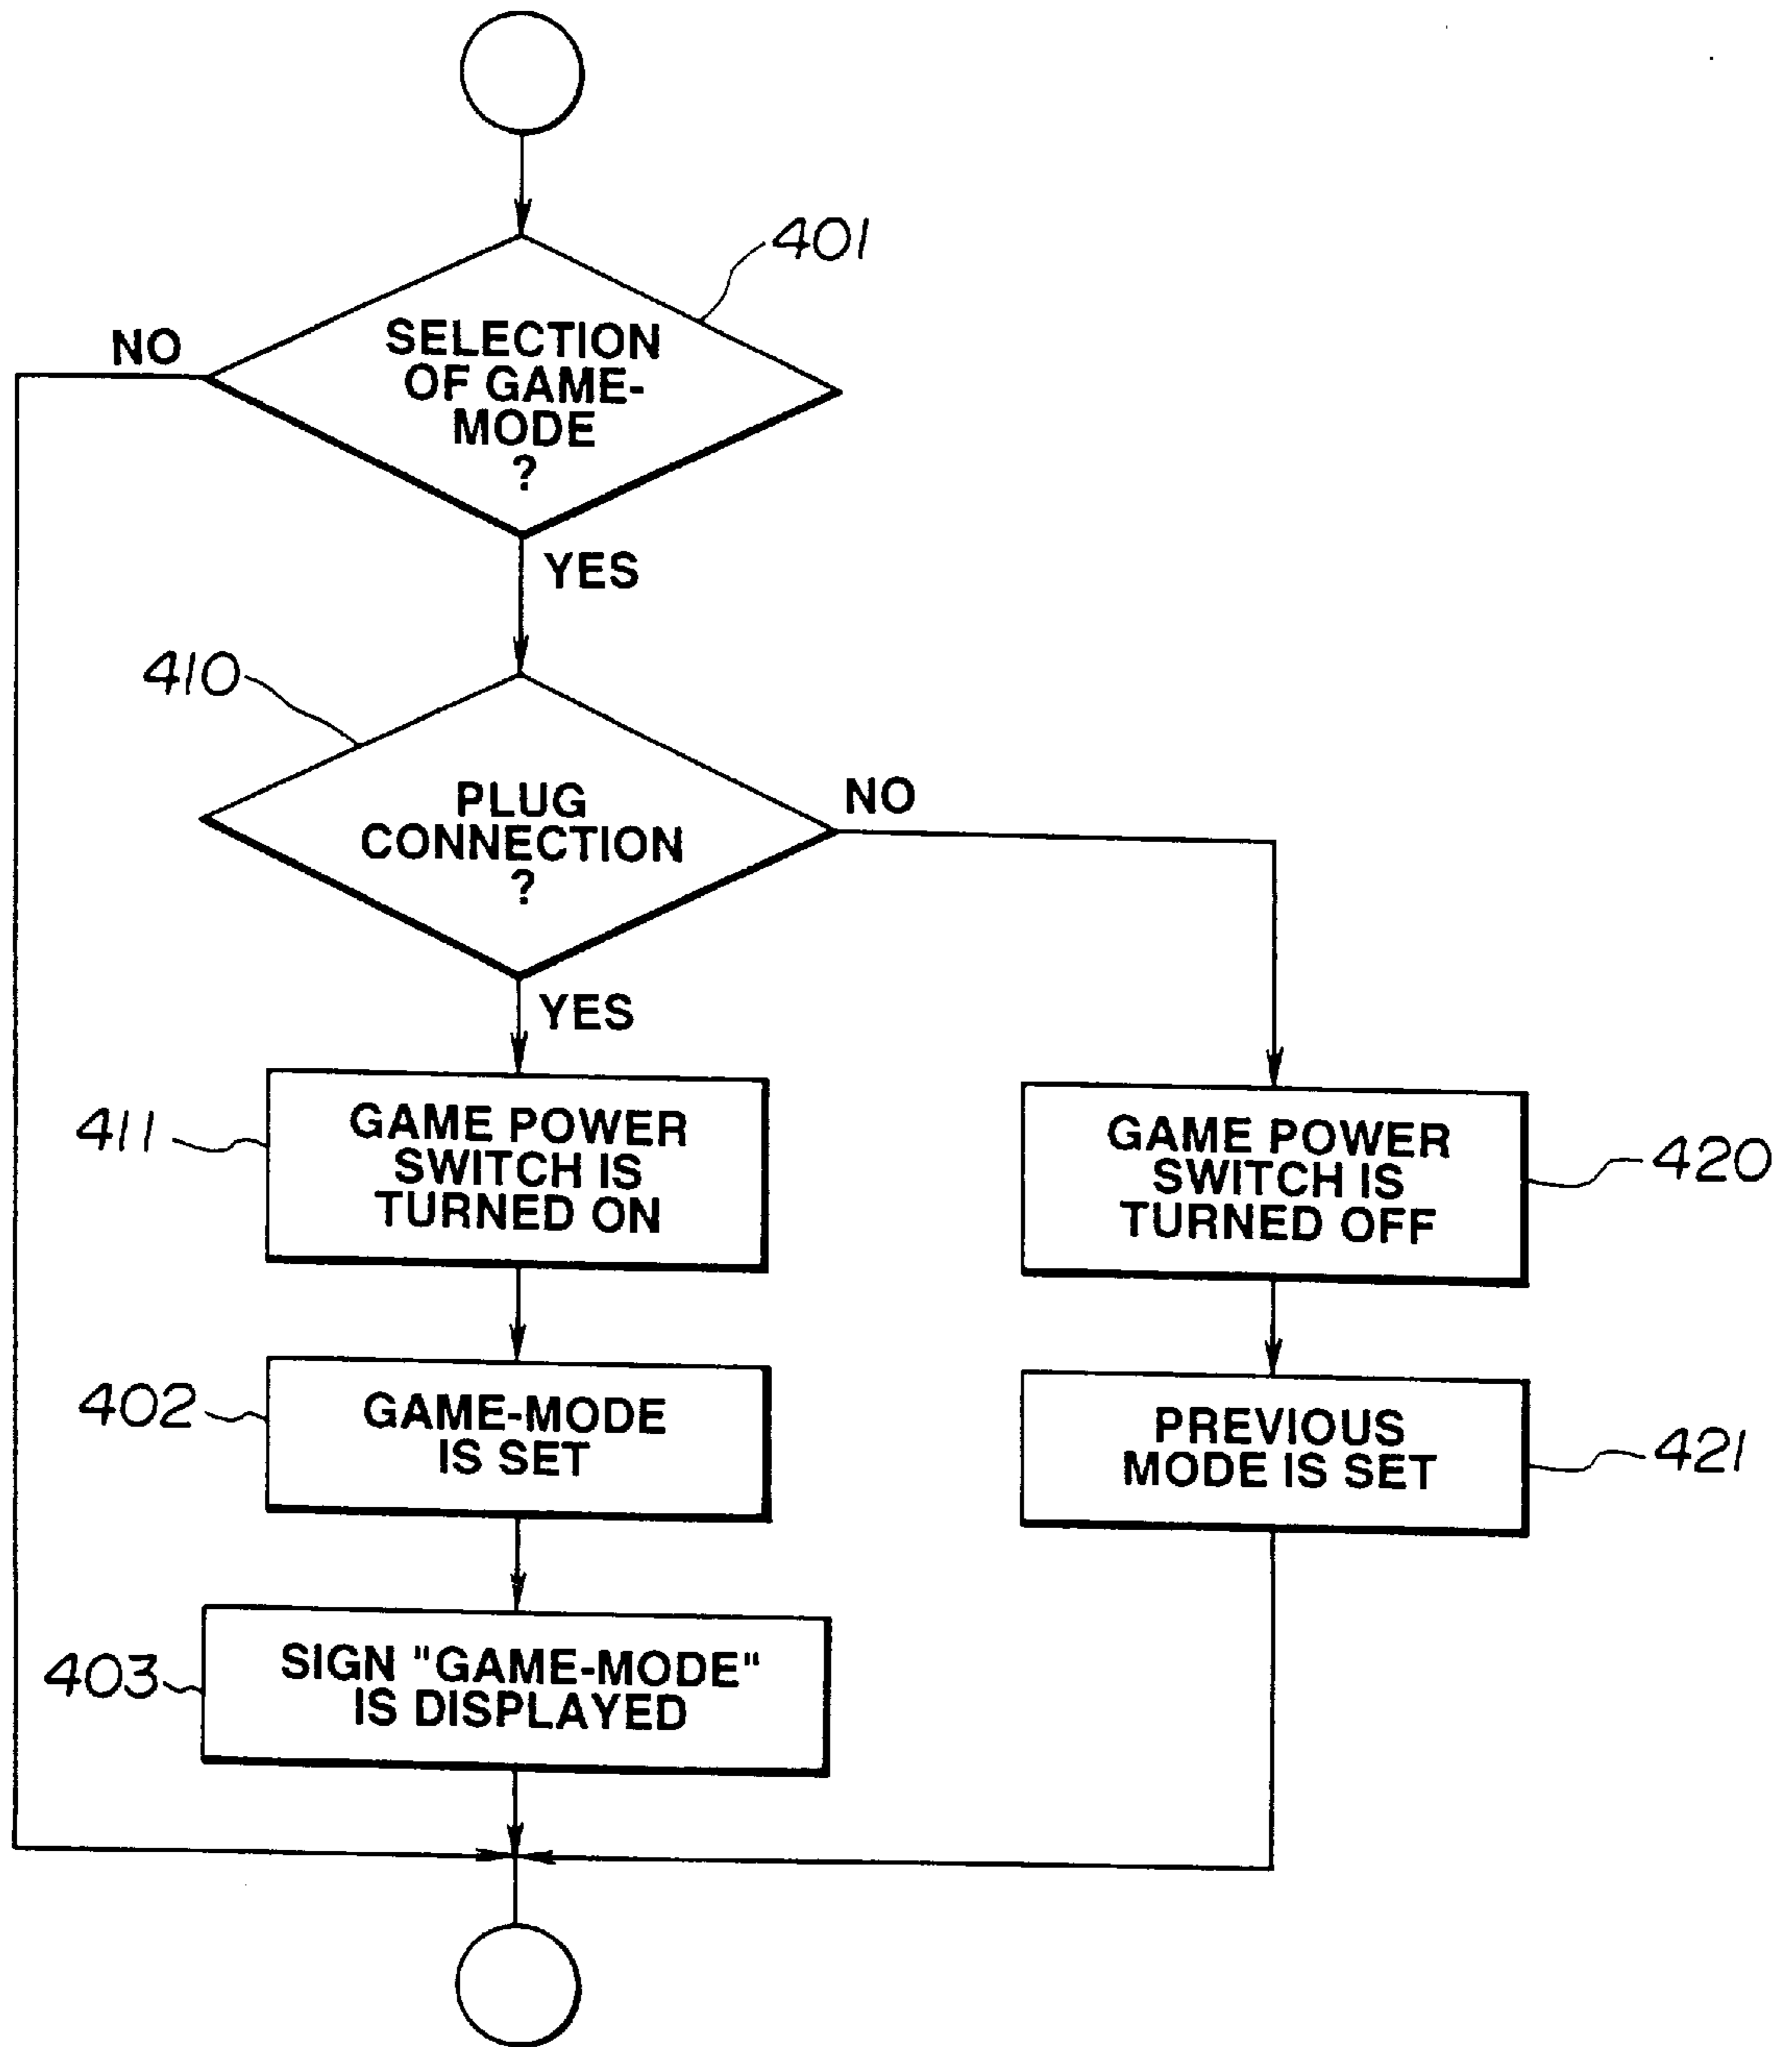 401
NO
SELECTION
OF GAME-
MODE
?
YES
410
PLUG
CONNECTION
?
NO
YES
411
GAME POWER
SWITCH IS
TURNED ON
GAME POWER
SWITCH IS
TURNED OFF
420
402
GAME-MODE
IS SET
PREVIOUS
MODE IS SET
421
403
SIGN "GAME-MODE"
IS DISPLAYED